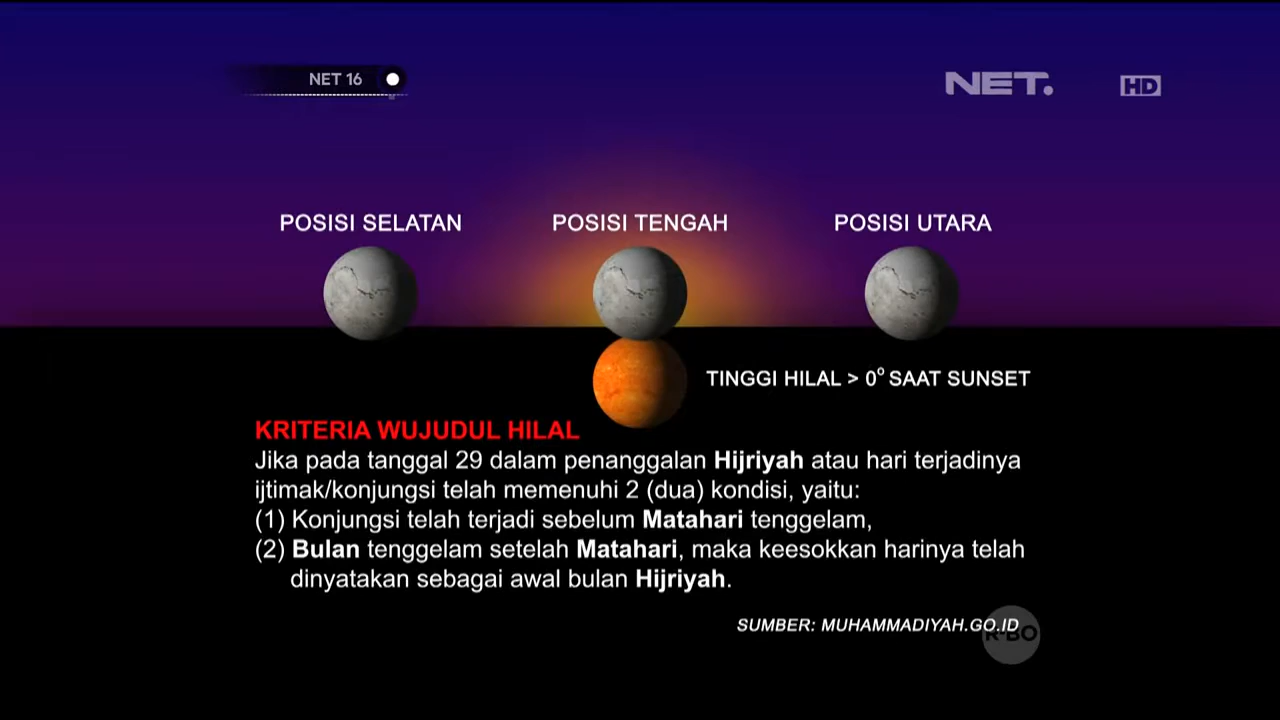 NET 16
NET.
HD
POSISI SELATAN
POSISI TENGAH
POSISI UTARA
TINGGI HILAL > 0° SAAT SUNSET
KRITERIA WUJUDUL HILAL
Jika pada tanggal 29 dalam penanggalan Hijriyah atau hari terjadinya
ijtimak/konjungsi telah memenuhi 2 (dua) kondisi, yaitu:
(1) Konjungsi telah terjadi sebelum Matahari tenggelam,
(2) Bulan tenggelam setelah Matahari, maka keesokkan harinya telah
dinyatakan sebagai awal bulan Hijriyah.
SUMBER: MUHAMMADIYAH.GO.ID
R-BO